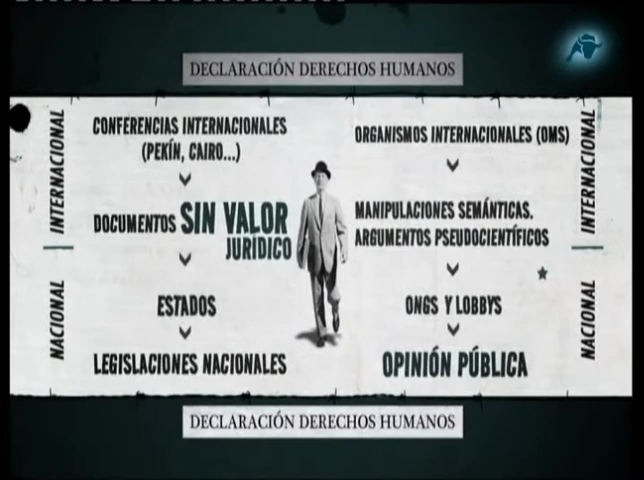 DECLARACIÓN DERECHOS HUMANOS
INTERNACIONAL
CONFERENCIAS INTERNACIONALES
(PEKÍN, CAIRO...)
DOCUMENTOS SIN VALOR
JURÍDICO
NACIONAL
ESTADOS
LEGISLACIONES NACIONALES
ORGANISMOS INTERNACIONALES (OMS)
MANIPULACIONES SEMÁNTICAS.
ARGUMENTOS PSEUDOCIENTÍFICOS
ONGS Y LOBBYS
OPINIÓN PÚBLICA
INTERNACIONAL
NACIONAL
DECLARACIÓN DERECHOS HUMANOS